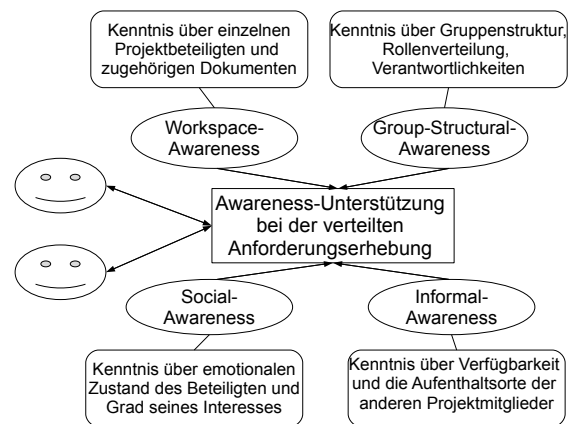 Kenntnis über einzelnen
Projektbeteiligten und
zugehörigen Dokumenten
Kenntnis über Gruppenstruktur,
Rollenverteilung,
Verantwortlichkeiten
Workspace-
Awareness
Group-Structural-
Awareness
Awareness-Unterstützung
bei der verteilten
Anforderungserhebung
Social-
Awareness
Informal-
Awareness
Kenntnis über emotionalen
Zustand des Beteiligten und
Grad seines Interesses
Kenntnis über Verfügbarkeit
und die Aufenthaltsorte der
anderen Projektmitglieder